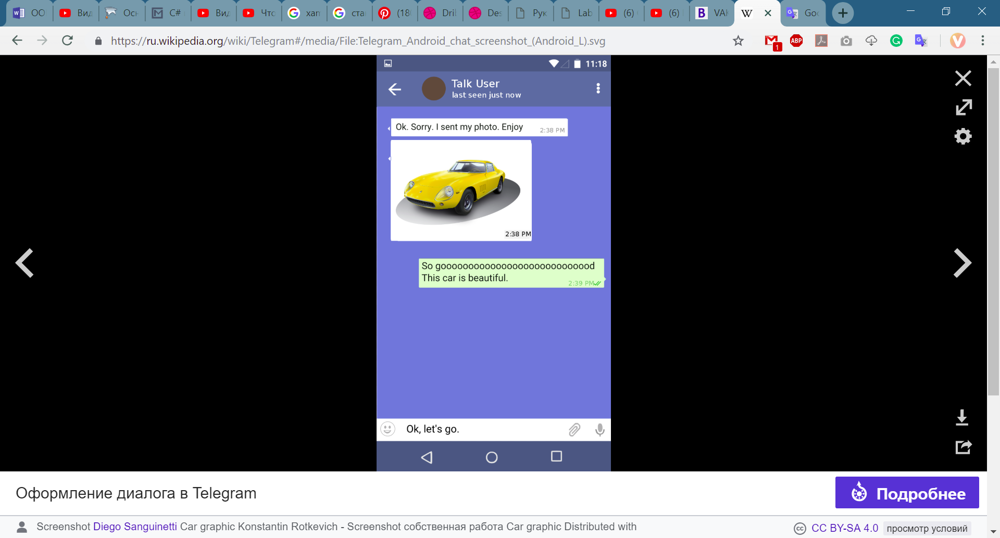 ОО
Вид
Осн
C#
Вид
Что
xan
ста
(18
Dril
Des
Рук
Lab
(6)
(6)
VAK
Goo
https://ru.wikipedia.org/wiki/Telegram#/media/File:Telegram_Android_chat_screenshot_(Android_L).svg
1
ABP
11:18
Talk User
last seen just now
Ok. Sorry. I sent my photo. Enjoy
2:38 PM
2:38 PM
So gooooooooooooooooooooooooooood
This car is beautiful.
2:39 PM
Ok, let's go.
Оформление диалога в Telegram
Подробнее
Screenshot Diego Sanguinetti Car graphic Konstantin Rotkevich - Screenshot собственная работа Car graphic Distributed with
CC BY-SA 4.0 просмотр условий